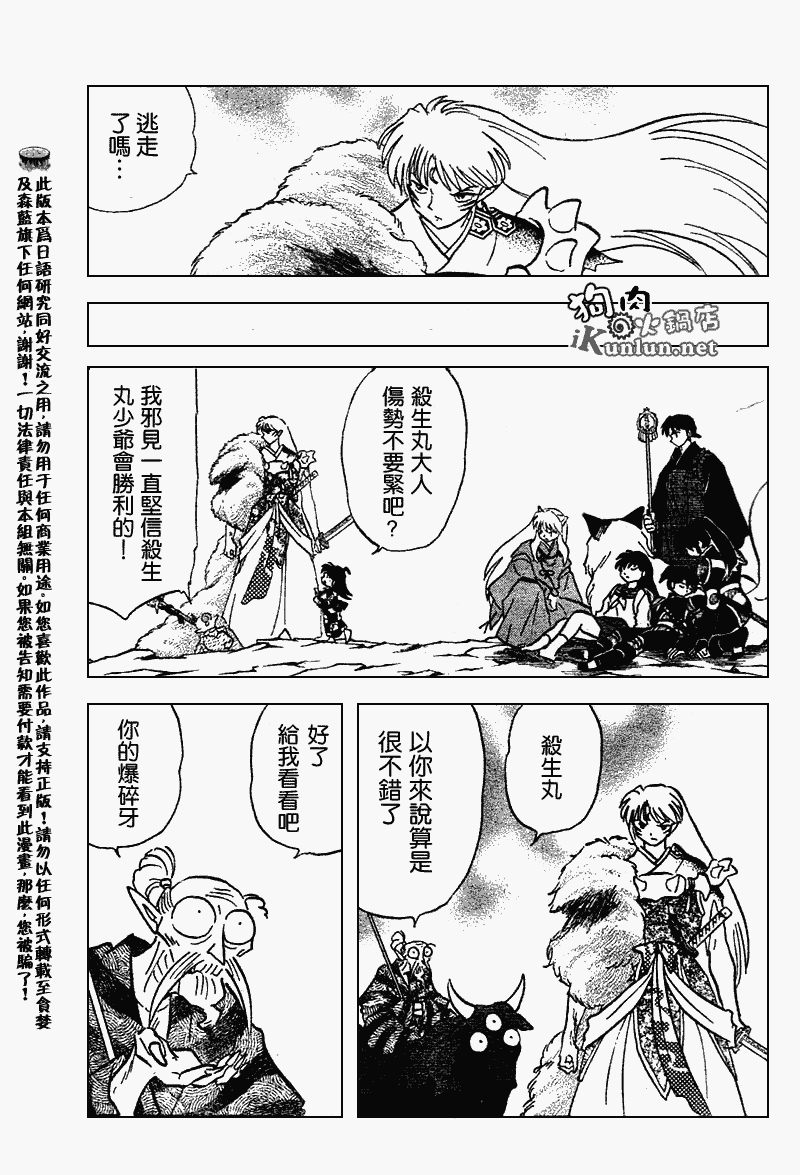 逃走
了嗎…
狗肉
火鍋店
iKunlun.net
殺生丸大人
傷勢不要緊吧？
我邪見一直堅信殺生
丸少爺會勝利的！
殺生丸
以你來說算是
很不錯了
好了
給我看看吧
你的爆碎牙
此版本爲日語研究同好交流之用，請勿用于任何商業用途。如您喜歡此作品，請支持正版！請勿以任何形式轉載至貪婪
及森藍旗下任何網站，謝謝！一切法律責任與本組無關。如果您被告知需要付款才能看到此漫畫，那麼，您被騙了！